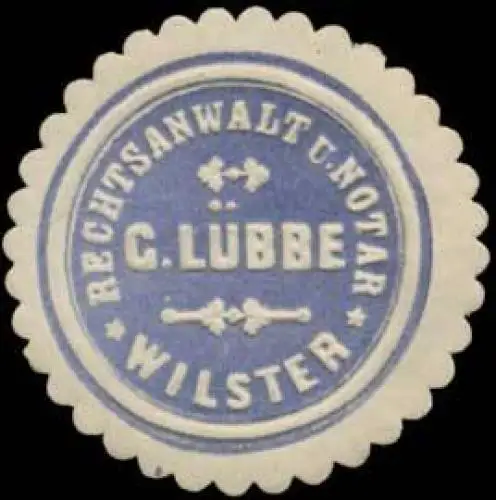 RECHTSANWALT U. NOTAR
C. LÜBBE
* WILSTER *